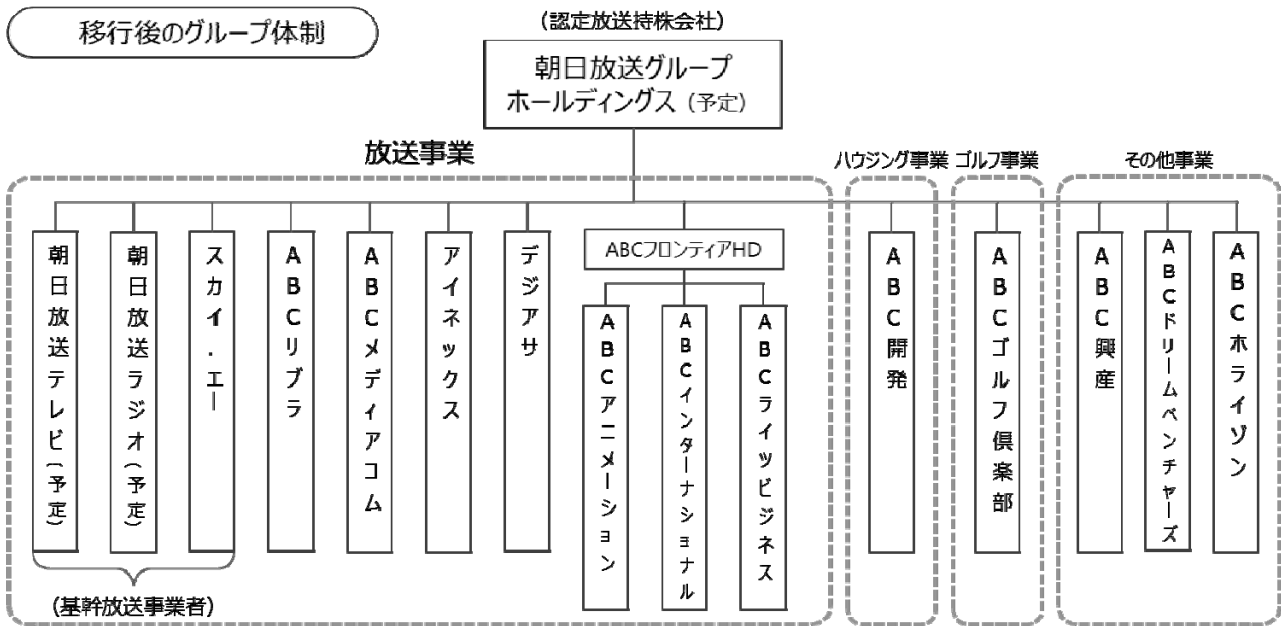 移行後のグループ体制
(認定放送持株会社)
朝日放送グループ
ホールディングス（予定）
放送事業
ハウジング事業
ゴルフ事業
その他事業
朝日放送テレビ(予定)
朝日放送ラジオ(予定)
スカイ・エー
ABCリブラ
ABCメディアコム
アイネックス
デジアサ
ABCフロンティアHD
ABCアニメーション
ABCインターナショナル
ABCライツビジネス
ABC開発
ABCゴルフ倶楽部
ABC興産
ABCドリームベンチャーズ
ABCホライゾン
(基幹放送事業者)